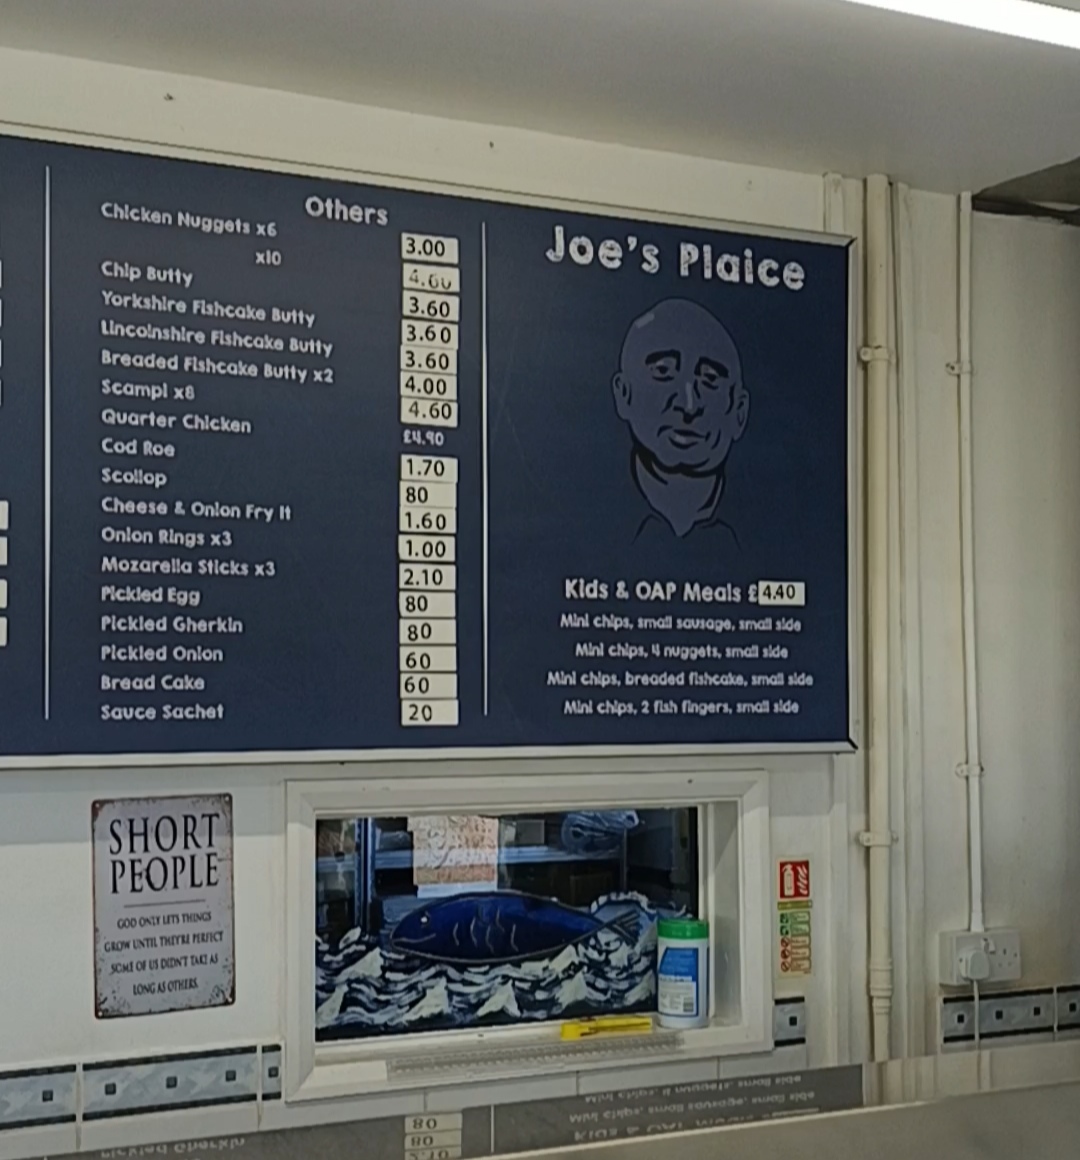 Others
Chicken Nuggets x6 3.00
x10 4.60
Chip Butty 3.60
Yorkshire Fishcake Butty 3.60
Lincolnshire Fishcake Butty 3.60
Breaded Fishcake Butty x2 4.00
Scampi x8 4.60
Quarter Chicken £4.90
Cod Roe 1.70
Scollop 80
Cheese & Onion Fry It 1.60
Onion Rings x3 1.00
Mozarella Sticks x3 2.10
Pickled Egg 80
Pickled Gherkin 80
Pickled Onion 60
Bread Cake 60
Sauce Sachet 20
Joe's Plaice
Kids & OAP Meals £4.40
Mini chips, small sausage, small side
Mini chips, 4 nuggets, small side
Mini chips, breaded fishcake, small side
Mini chips, 2 fish fingers, small side
SHORT
PEOPLE
GOD ONLY LETS THINGS
GROW UNTIL THEY'RE PERFECT
SOME OF US DIDN'T TAKE AS
LONG AS OTHERS.